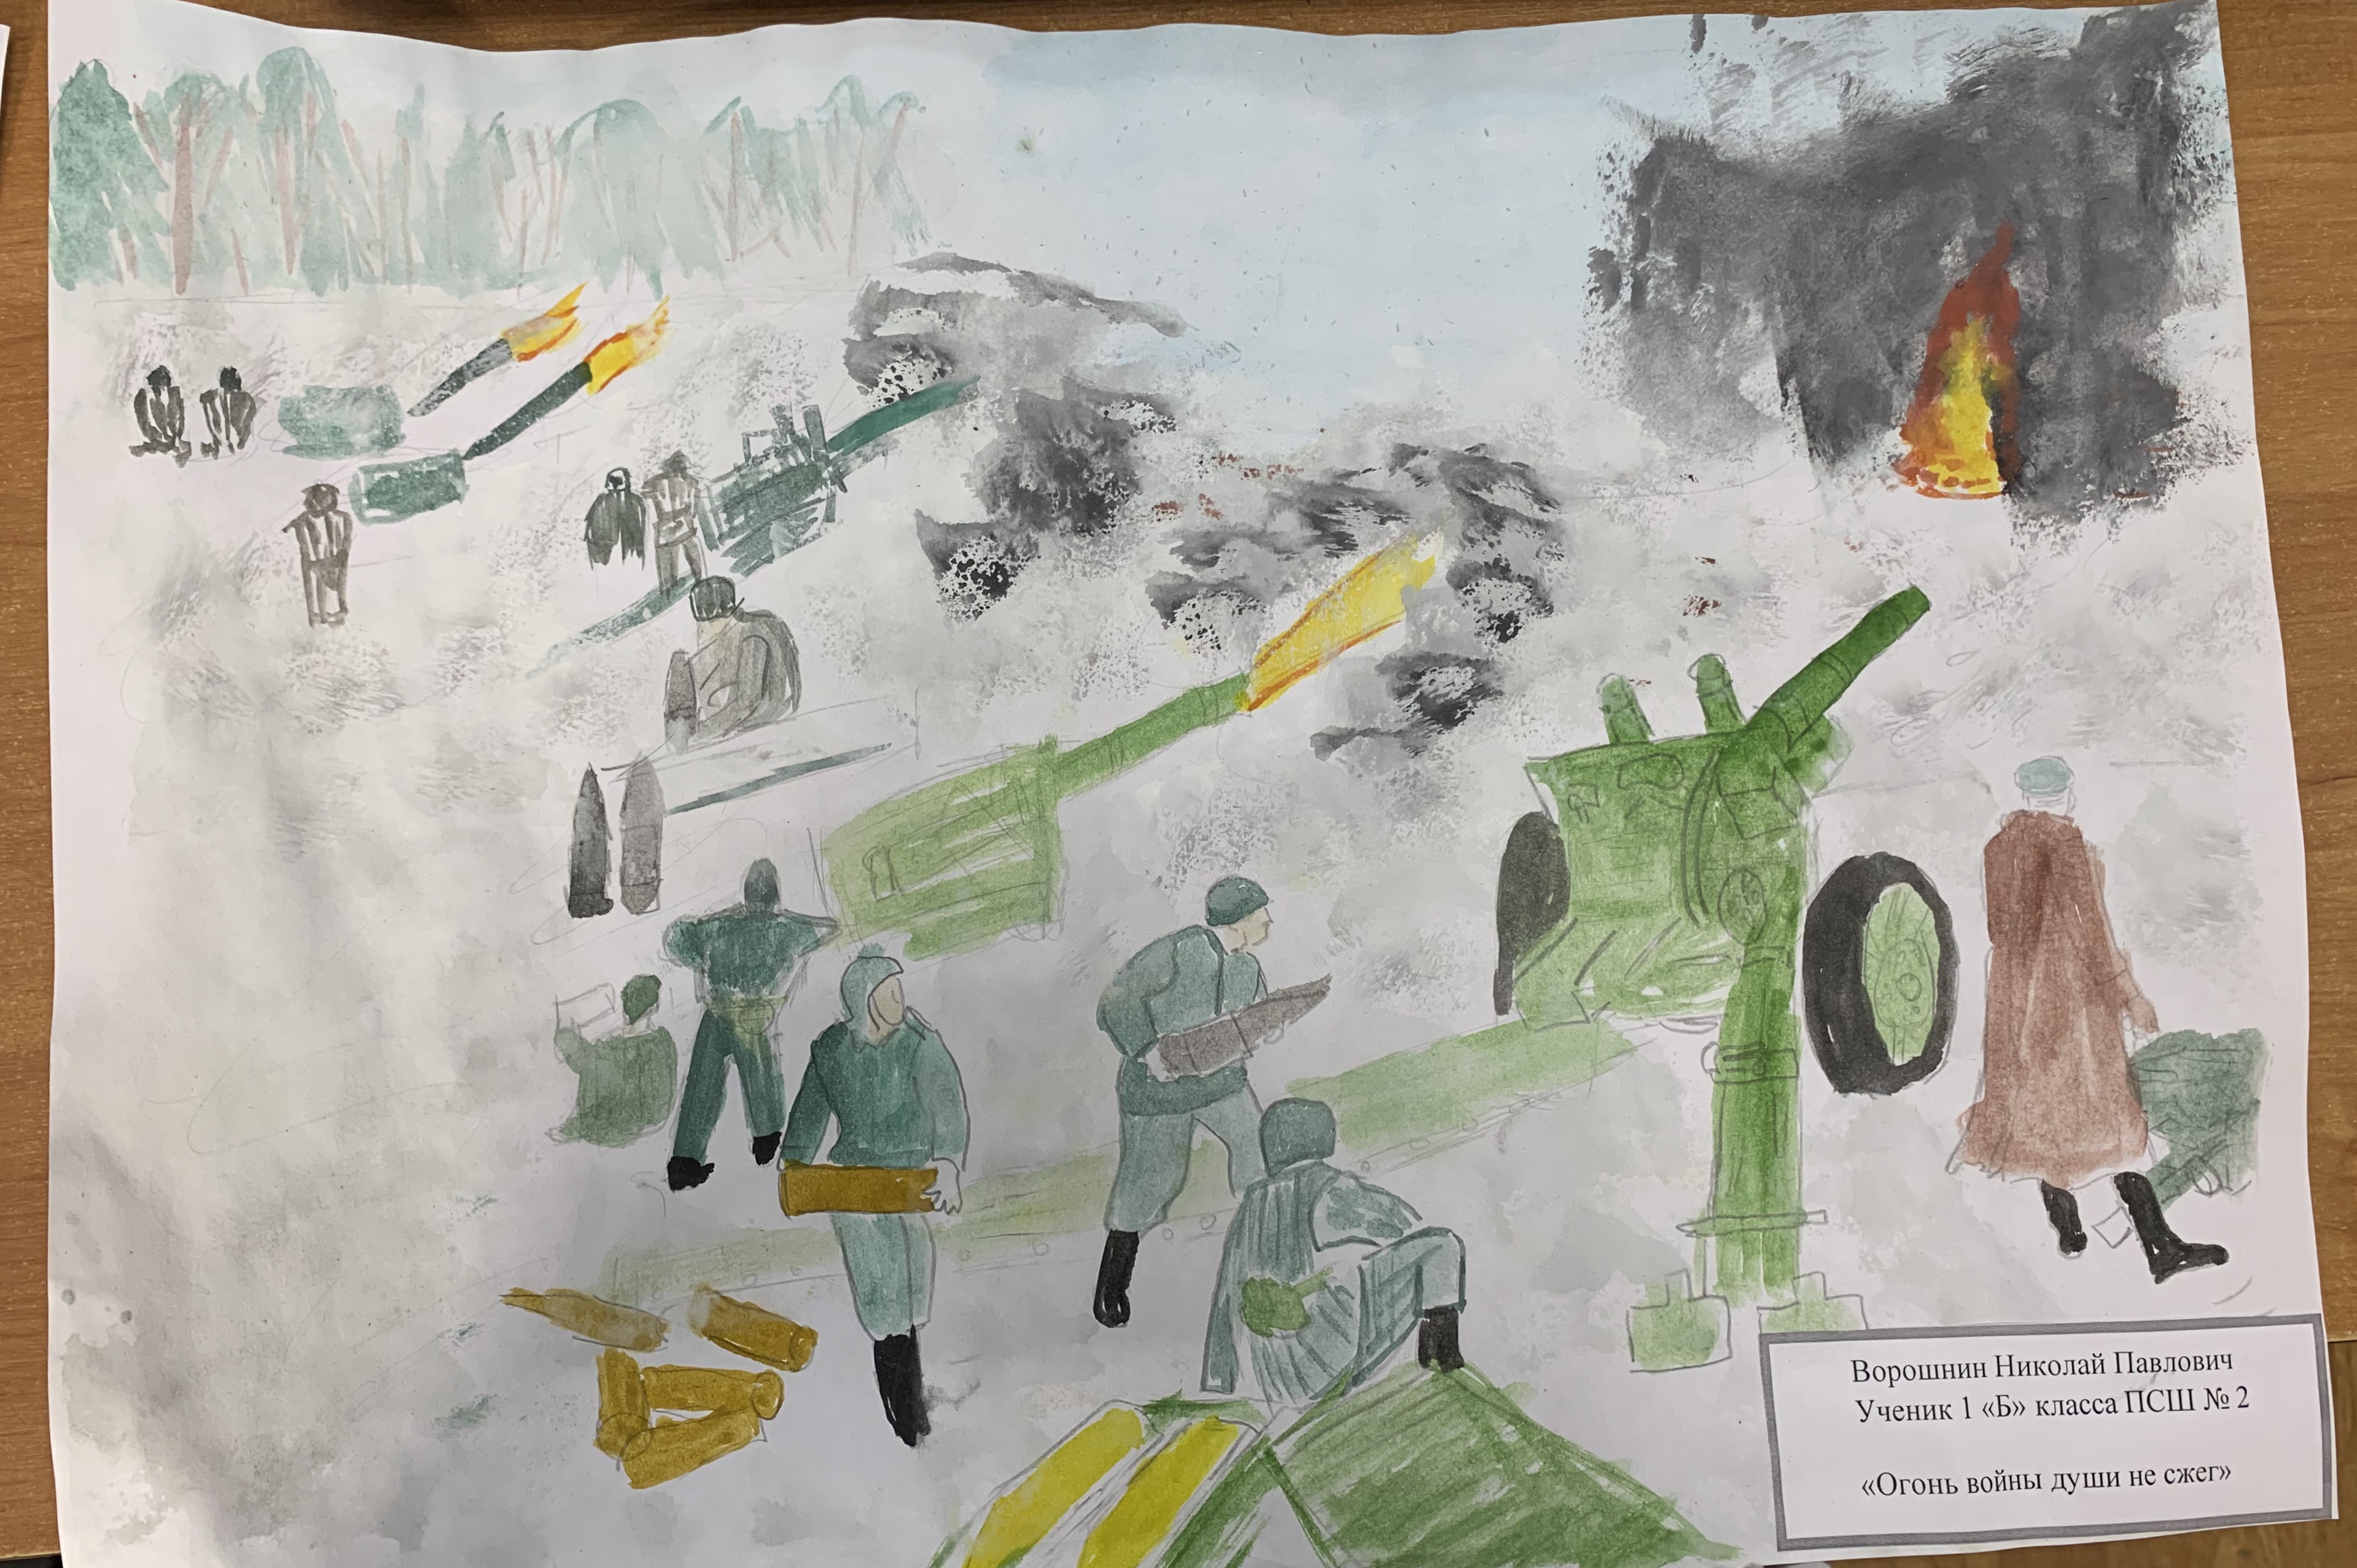 Ворошнин Николай Павлович
Ученик 1 «Б» класса ПСШ № 2
«Огонь войны души не сжег»